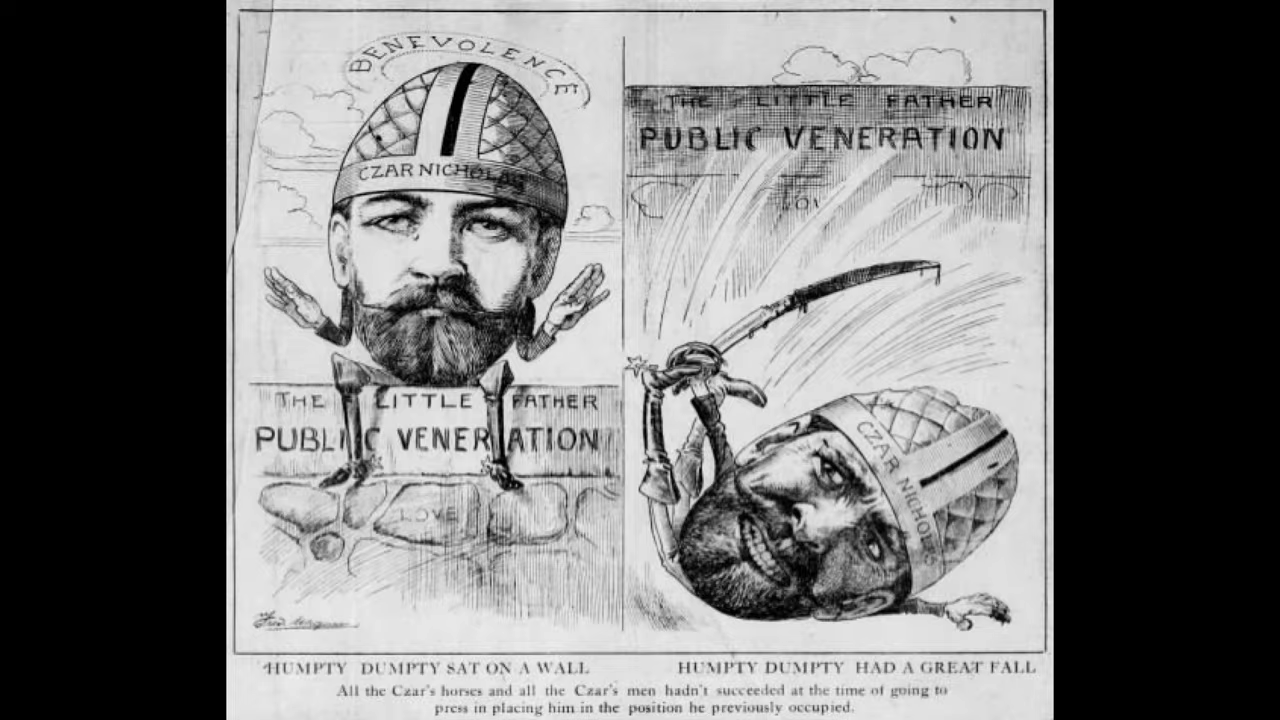 BENEVOLENCE
CZAR NICHOLAS
THE LITTLE FATHER
PUBLIC VENERATION
LOVE
HUMPTY DUMPTY SAT ON A WALL
THE LITTLE FATHER
PUBLIC VENERATION
CZAR NICHOLAS
HUMPTY DUMPTY HAD A GREAT FALL
All the Czar's horses and all the Czar's men hadn't succeeded at the time of going to
press in placing him in the position he previously occupied.